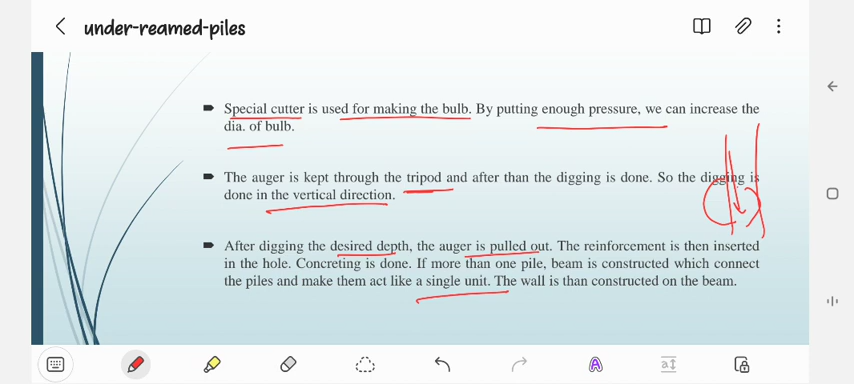 under-reamed-piles
Special cutter is used for making the bulb. By putting enough pressure, we can increase the
dia. of bulb.
The auger is kept through the tripod and after than the digging is done. So the digging is
done in the vertical direction.
After digging the desired depth, the auger is pulled out. The reinforcement is then inserted
in the hole. Concreting is done. If more than one pile, beam is constructed which connect
the piles and make them act like a single unit. The wall is than constructed on the beam.
A
a